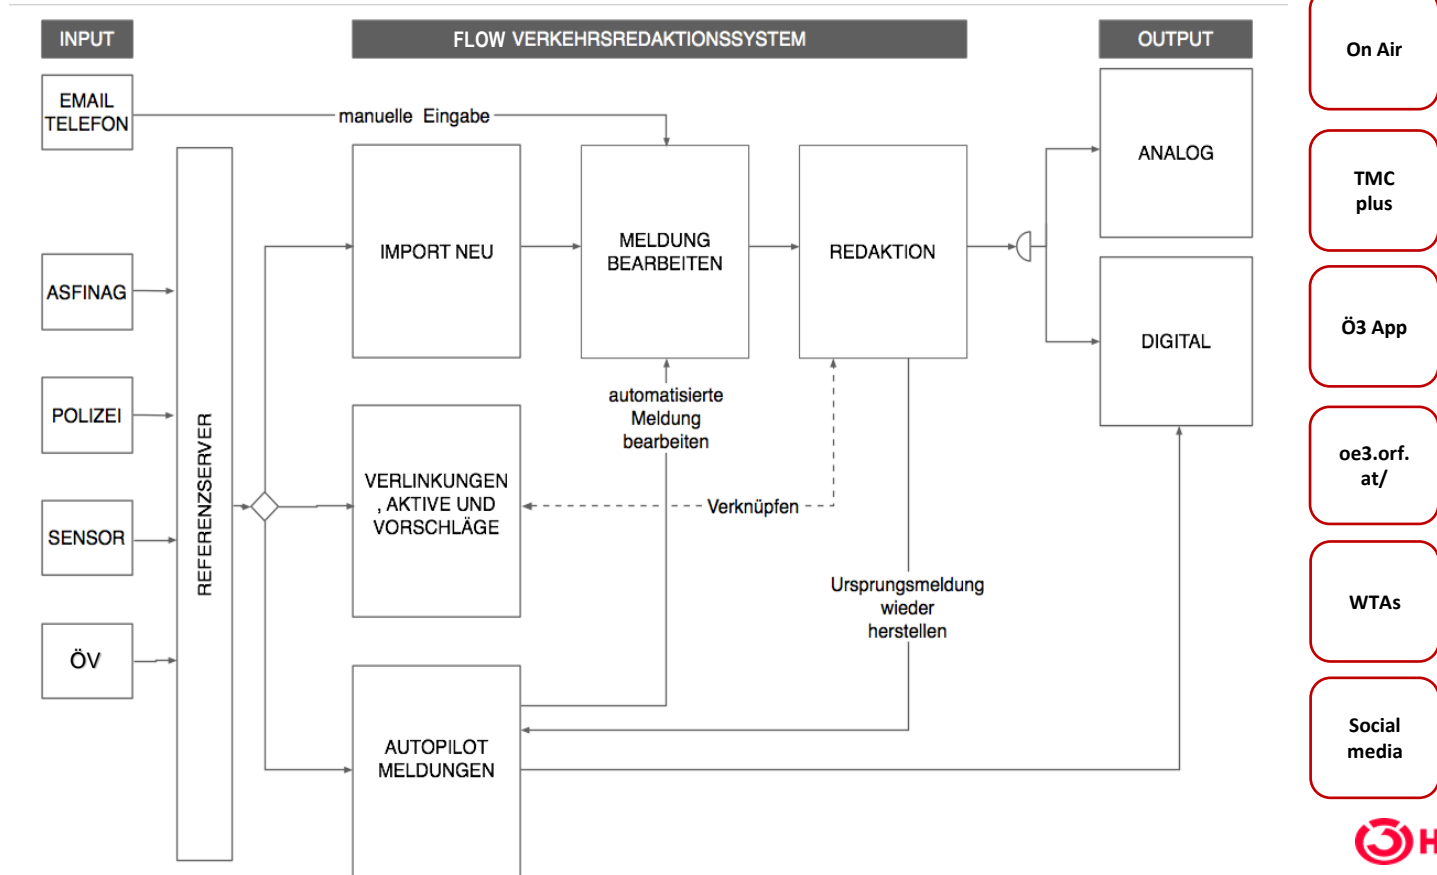 INPUT
FLOW VERKEHRSREDAKTIONSSYSTEM
OUTPUT
EMAIL
TELEFON
manuelle Eingabe
ASFINAG
POLIZEI
SENSOR
ÖV
REFERENZSERVER
IMPORT NEU
MELDUNG
BEARBEITEN
REDAKTION
ANALOG
DIGITAL
automatisierte
Meldung
bearbeiten
VERLINKUNGEN
, AKTIVE UND
VORSCHLÄGE
Verknüpfen
Ursprungsmeldung
wieder
herstellen
AUTOPILOT
MELDUNGEN
On Air
TMC
plus
Ö3 App
oe3.orf.
at/
WTAs
Social
media
3 H